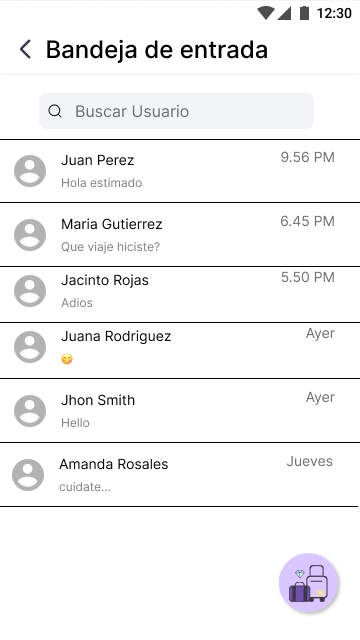 12:30
Bandeja de entrada
Buscar Usuario
Juan Perez 9.56 PM
Hola estimado
Maria Gutierrez 6.45 PM
Que viaje hiciste?
Jacinto Rojas 5.50 PM
Adios
Juana Rodriguez Ayer
😋
Jhon Smith Ayer
Hello
Amanda Rosales Jueves
cuidate...